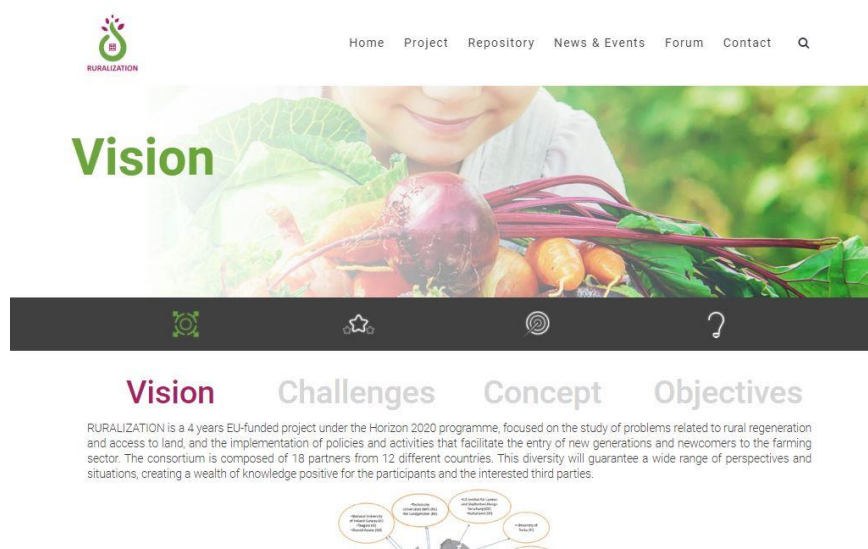 RURALIZATION
Home Project Repository News & Events Forum Contact
Vision
Vision Challenges Concept Objectives
RURALIZATION is a 4 years EU-funded project under the Horizon 2020 programme, focused on the study of problems related to rural regeneration
and access to land, and the implementation of policies and activities that facilitate the entry of new generations and newcomers to the farming
sector. The consortium is composed of 18 partners from 12 different countries. This diversity will guarantee a wide range of perspectives and
situations, creating a wealth of knowledge positive for the participants and the interested third parties.